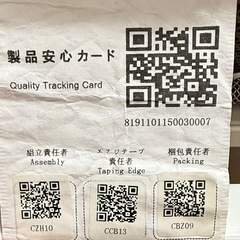 製品安心カード
Quality Tracking Card
8191101150030007
組立責任者
Assembly
エッジテープ
責任者
Taping Edge
梱包責任者
Packing
CZH10
CCB13
CBZ09